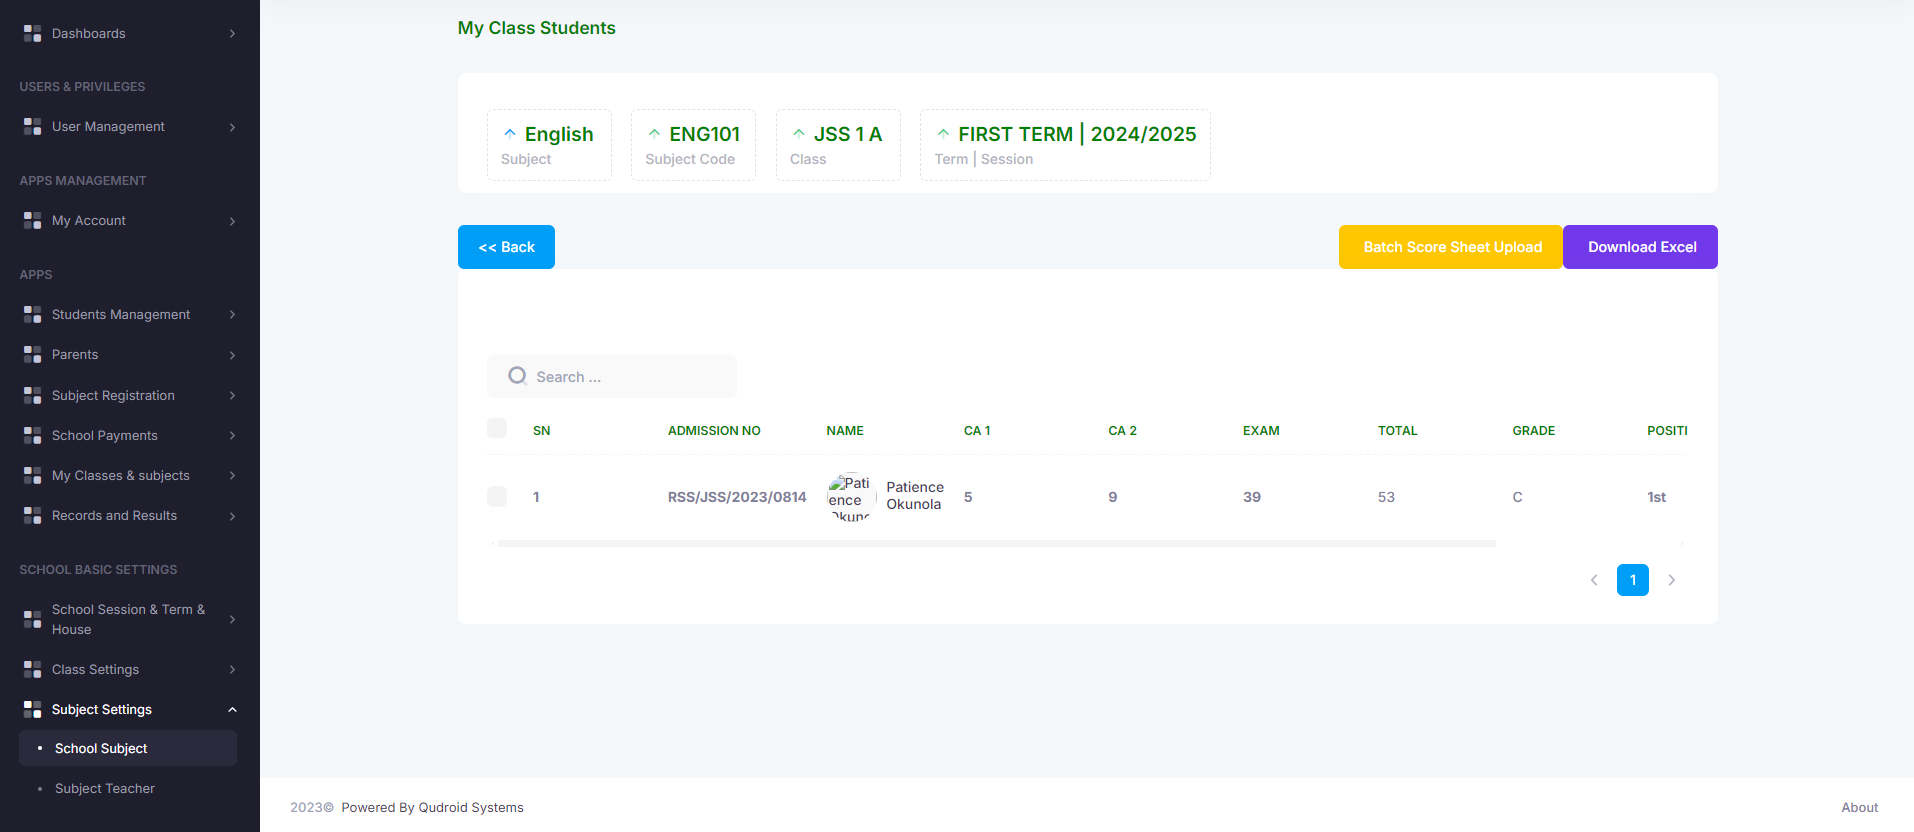 Dashboards
USERS & PRIVILEGES
User Management
APPS MANAGEMENT
My Account
APPS
Students Management
Parents
Subject Registration
School Payments
My Classes & subjects
Records and Results
SCHOOL BASIC SETTINGS
School Session & Term &
House
Class Settings
Subject Settings
School Subject
Subject Teacher
My Class Students
English
Subject
ENG101
Subject Code
JSS 1 A
Class
FIRST TERM | 2024/2025
Term | Session
<< Back
Batch Score Sheet Upload
Download Excel
Search ...
SN ADMISSION NO NAME CA 1 CA 2 EXAM TOTAL GRADE POSITI
1 RSS/JSS/2023/0814
Pati
ence
Okun
Patience
Okunola
5 9 39 53 C 1st
1
2023© Powered By Qudroid Systems
About